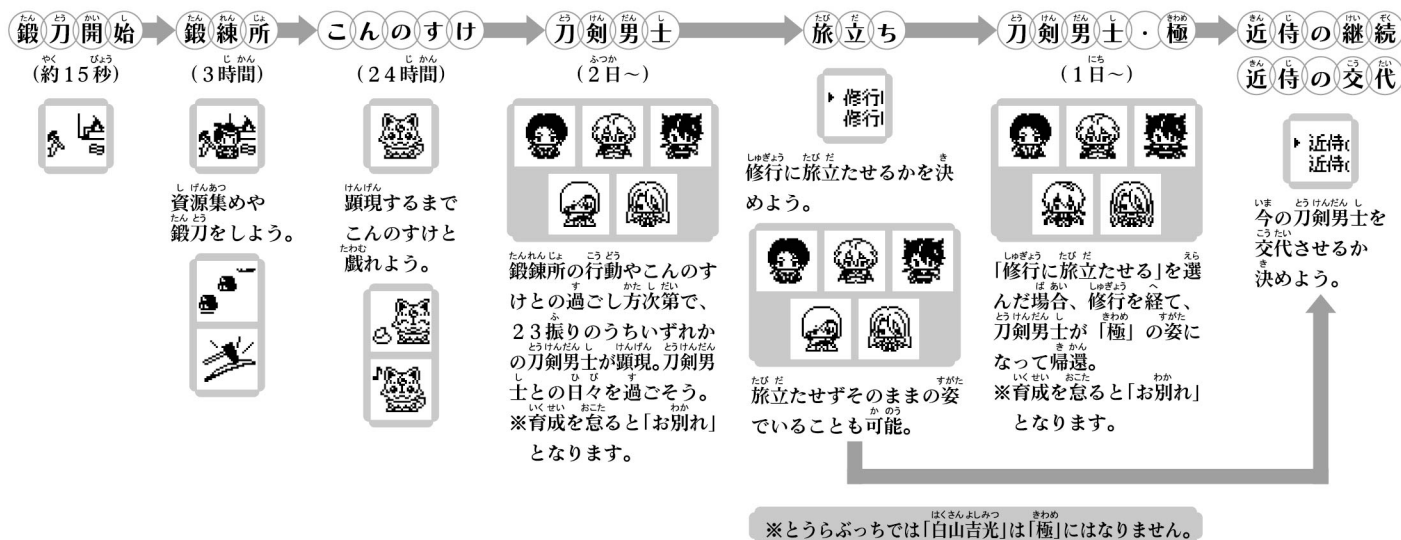 鍛刀開始
(約15秒)
鍛練所
(3時間)
資源集めや
鍛刀をしよう。
こんのすけ
(24時間)
顕現するまで
こんのすけと
戯れよう。
刀剣男士
(2日~)
鍛錬所の行動やこんのす
けとの過ごし方次第で、
23振りのうちいずれか
の刀剣男士が顕現。刀剣男
士との日々を過ごそう。
※育成を怠ると「お別れ」
となります。
旅立ち
修行
修行
修行に旅立たせるかを決
めよう。
旅立たせずそのままの姿
でいることも可能。
刀剣男士・極
(1日~)
「修行に旅立たせる」を選
んだ場合、修行を経て、
刀剣男士が「極」の姿に
なって帰還。
※育成を怠ると「お別れ」
となります。
近侍の継続
近侍の交代
近侍
近侍
今の刀剣男士を
交代させるか
決めよう。
※とうらぶっちでは「白山吉光」は「極」にはなりません。